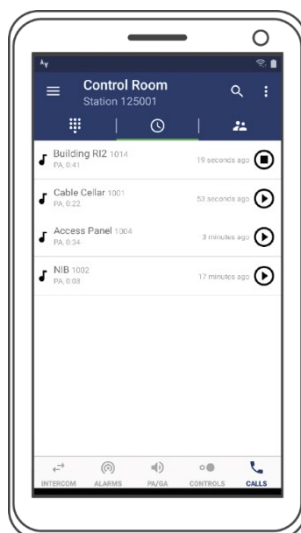 Control Room
Station 125001
Building RI2 1014
PA, 0:41
19 seconds ago
Cable Cellar 1001
PA, 0:22
53 seconds ago
Access Panel 1004
PA, 0:34
3 minutes ago
NIB 1002
PA, 0:03
17 minutes ago
INTERCOM ALARMS PA/GA CONTROLS CALLS